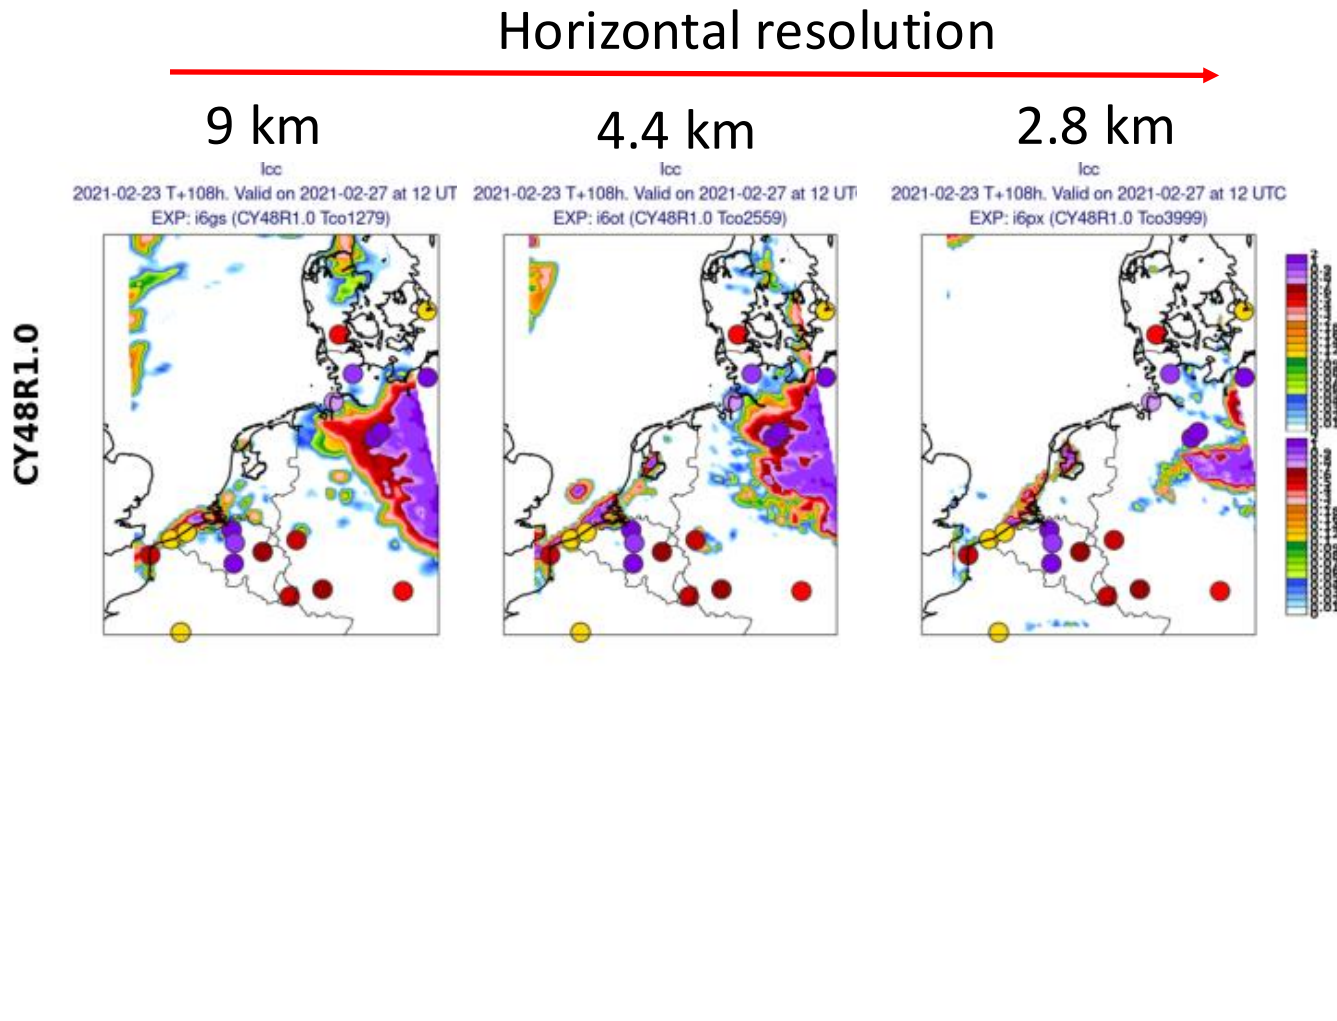 Horizontal resolution
9 km
4.4 km
2.8 km
lcc
2021-02-23 T+108h. Valid on 2021-02-27 at 12 UT
EXP: i6gs (CY48R1.0 Tco1279)
lcc
2021-02-23 T+108h. Valid on 2021-02-27 at 12 UT
EXP: i6ot (CY48R1.0 Tco2559)
lcc
2021-02-23 T+108h. Valid on 2021-02-27 at 12 UTC
EXP: i6px (CY48R1.0 Tco3999)
CY48R1.0